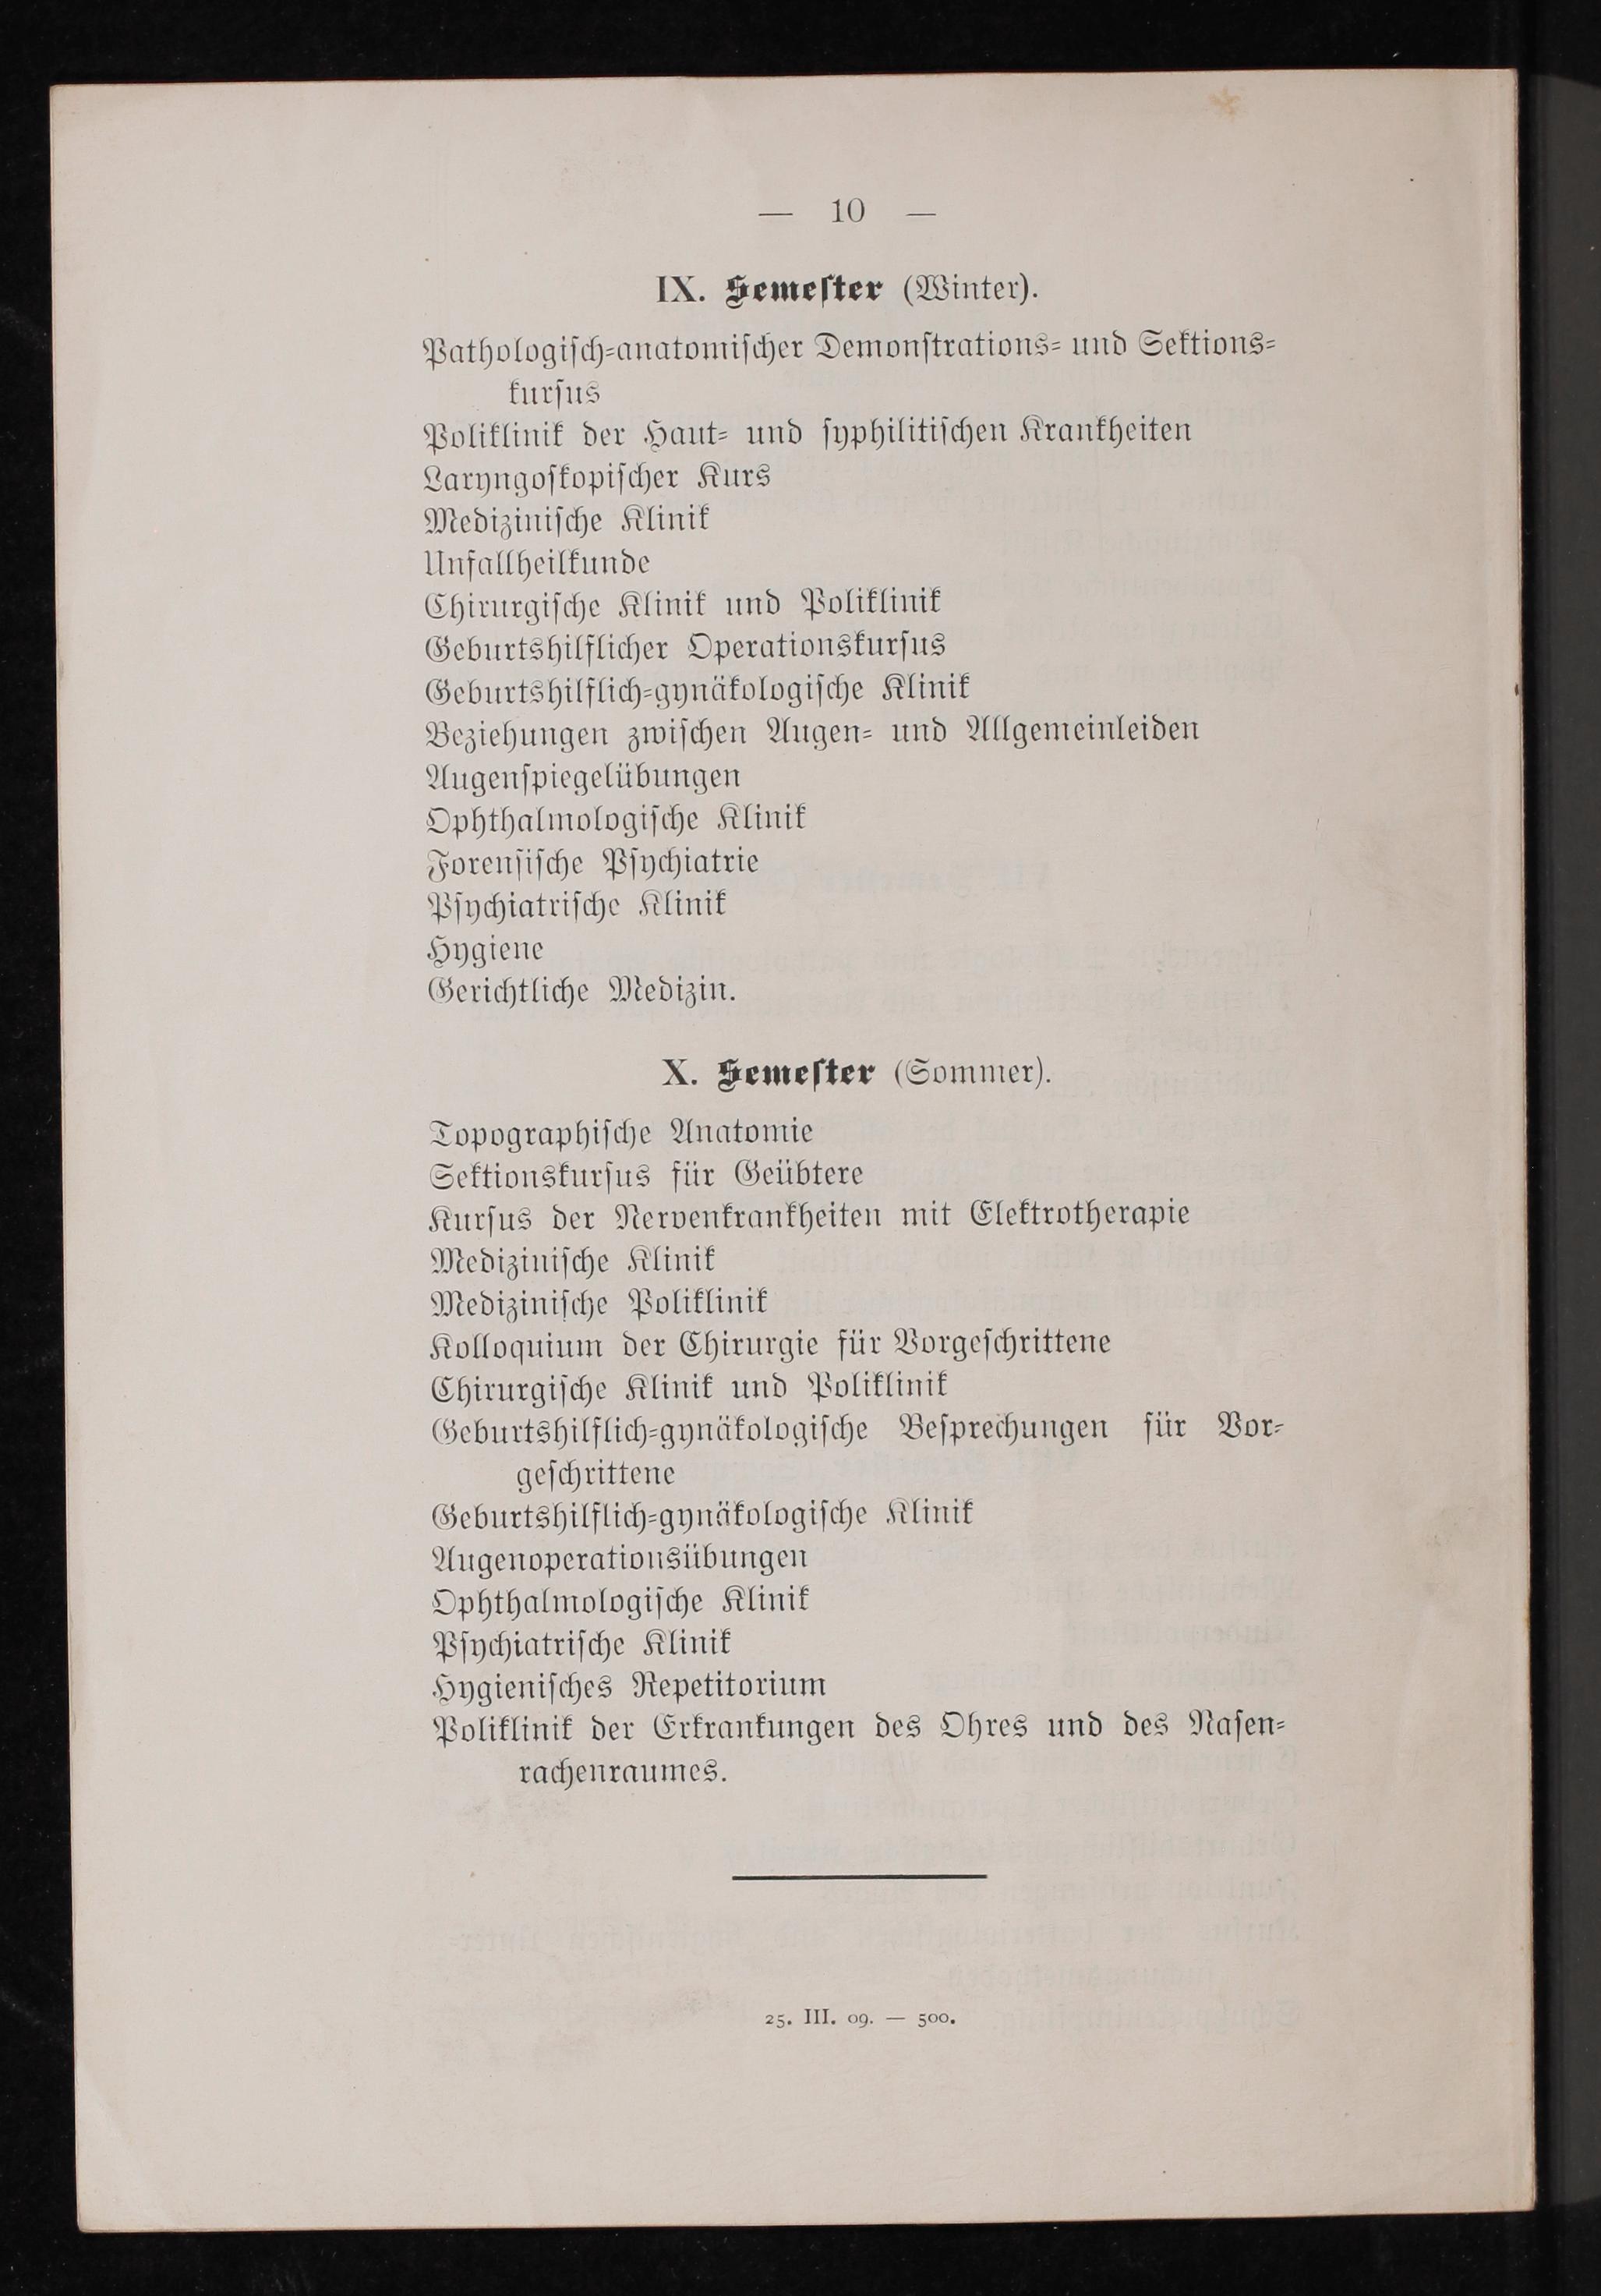 — 10 —
IX. Semeſter (Winter).
Pathologiſch-anatomiſcher Demonſtrations- und Sektions-
kurſus
Poliklinik der Haut- und ſyphilitiſchen Krankheiten
Laryngoſkopiſcher Kurs
Mediziniſche Klinik
Unfallheilkunde
Chirurgiſche Klinik und Poliklinik
Geburtshilflicher Operationskurſus
Geburtshilflich-gynäkologiſche Klinik
Beziehungen zwiſchen Augen- und Allgemeinleiden
Augenſpiegelübungen
Ophthalmologiſche Klinik
Forenſiſche Pſychiatrie
Pſychiatriſche Klinik
Hygiene
Gerichtliche Medizin.
X. Semeſter (Sommer).
Topographiſche Anatomie
Sektionskurſus für Geübtere
Kurſus der Nervenkrankheiten mit Elektrotherapie
Mediziniſche Klinik
Mediziniſche Poliklinik
Kolloquium der Chirurgie für Vorgeſchrittene
Chirurgiſche Klinik und Poliklinik
Geburtshilflich-gynäkologiſche Beſprechungen für Vor-
geſchrittene
Geburtshilflich-gynäkologiſche Klinik
Augenoperationsübungen
Ophthalmologiſche Klinik
Pſychiatriſche Klinik
Hygieniſches Repetitorium
Poliklinik der Erkrankungen des Ohres und des Naſen-
rachenraumes.
25. III. 09. — 500.